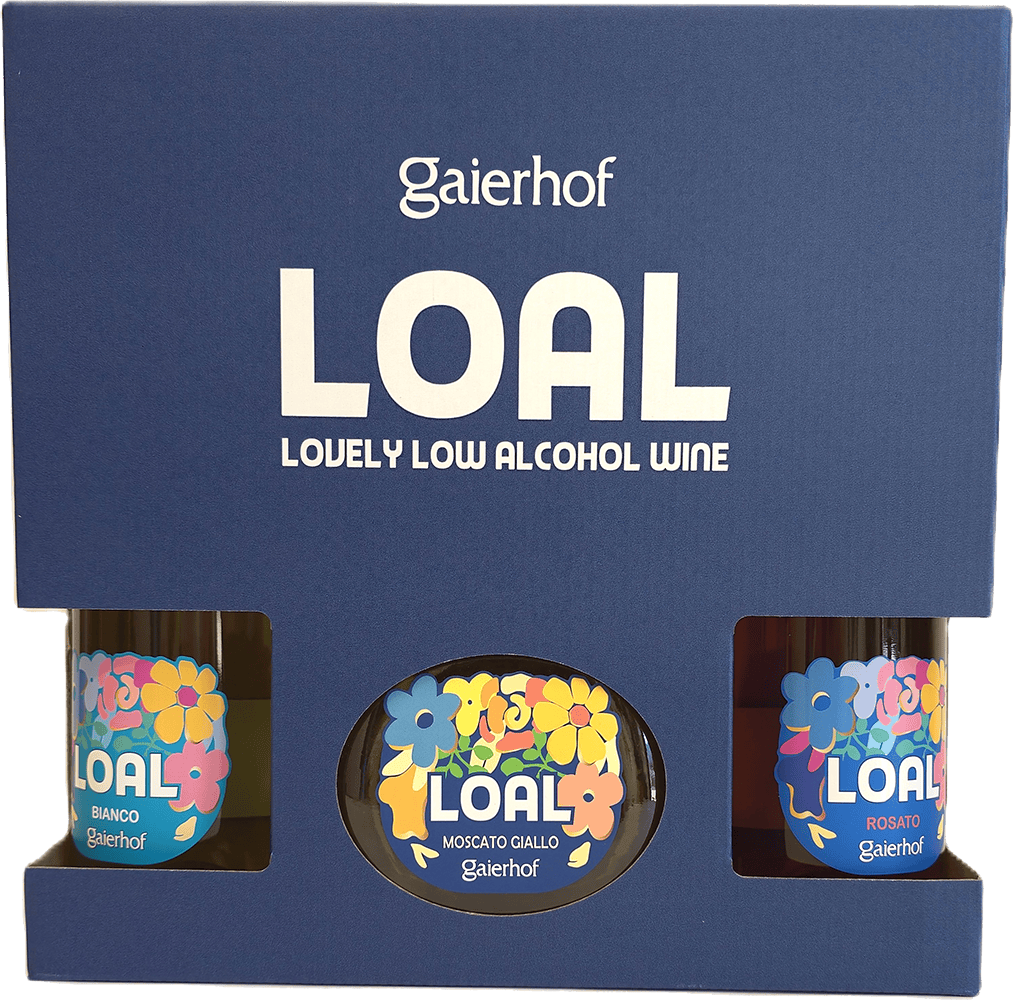 gaierhof
LOAL
LOVELY LOW ALCOHOL WINE
LOAL
BIANCO
gaierhof
LOAL
MOSCATO GIALLO
gaierhof
LOAL
ROSATO
gaierhof